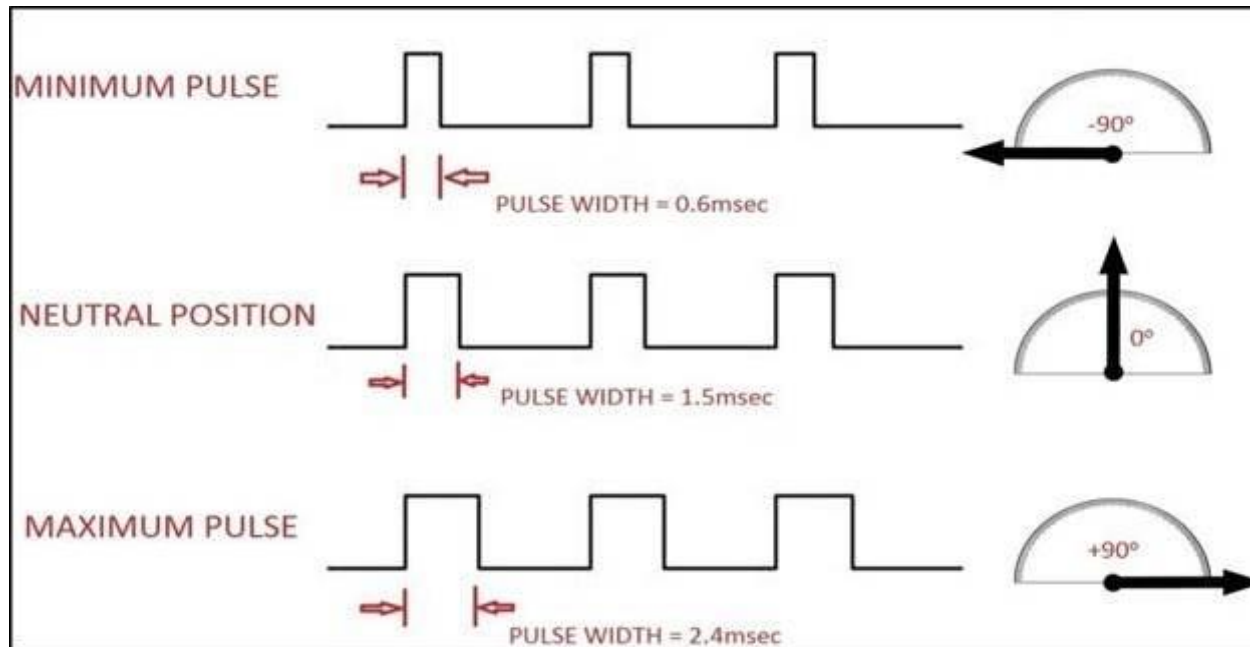 MINIMUM PULSE
-90°
PULSE WIDTH = 0.6msec
NEUTRAL POSITION
0°
PULSE WIDTH = 1.5msec
MAXIMUM PULSE
+90°
PULSE WIDTH = 2.4msec